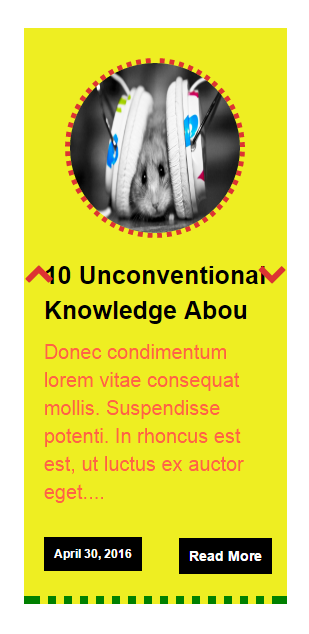 10 Unconventional
Knowledge Abou
Donec condimentum
lorem vitae consequat
mollis. Suspendisse
potenti. In rhoncus est
est, ut luctus ex auctor
eget....
April 30, 2016
Read More